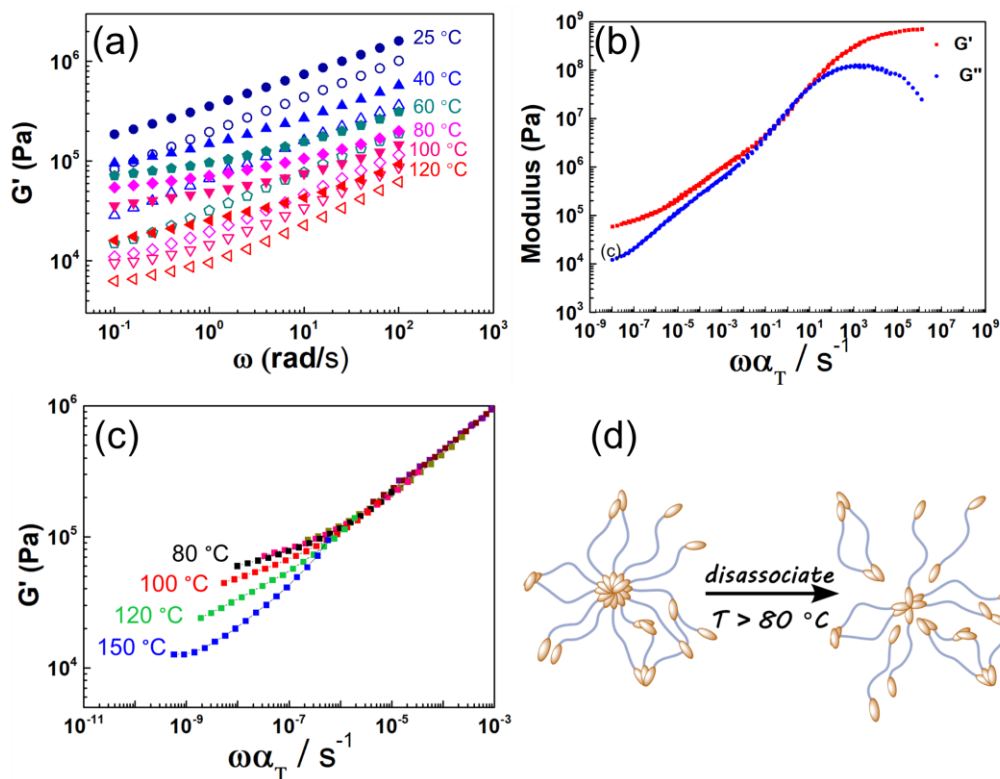 (a)
G' (Pa)
10^6
10^5
10^4
25 °C
40 °C
60 °C
80 °C
100 °C
120 °C
10^-1 10^0 10^1 10^2 10^3
ω (rad/s)
(b)
Modulus (Pa)
10^9
10^8
10^7
10^6
10^5
10^4
10^3
G'
G"
(c)
10^-9 10^-7 10^-5 10^-3 10^-1 10^1 10^3 10^5 10^7 10^9
ωα_T / s^-1
(c)
G' (Pa)
10^6
10^5
10^4
80 °C
100 °C
120 °C
150 °C
10^-11 10^-9 10^-7 10^-5 10^-3
ωα_T / s^-1
(d)
disassociate
T > 80 °C